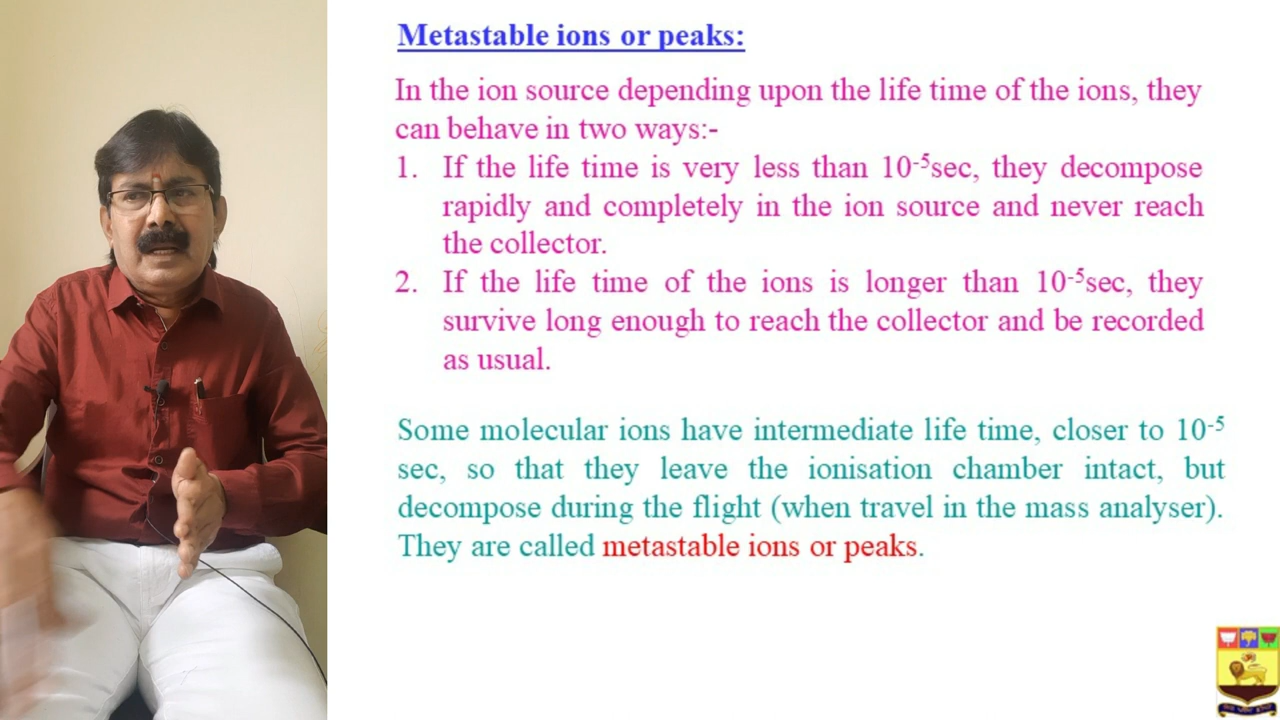 Metastable ions or peaks:
In the ion source depending upon the life time of the ions, they
can behave in two ways:-
1. If the life time is very less than 10⁻⁵sec, they decompose
rapidly and completely in the ion source and never reach
the collector.
2. If the life time of the ions is longer than 10⁻⁵sec, they
survive long enough to reach the collector and be recorded
as usual.
Some molecular ions have intermediate life time, closer to 10⁻⁵
sec, so that they leave the ionisation chamber intact, but
decompose during the flight (when travel in the mass analyser).
They are called metastable ions or peaks.